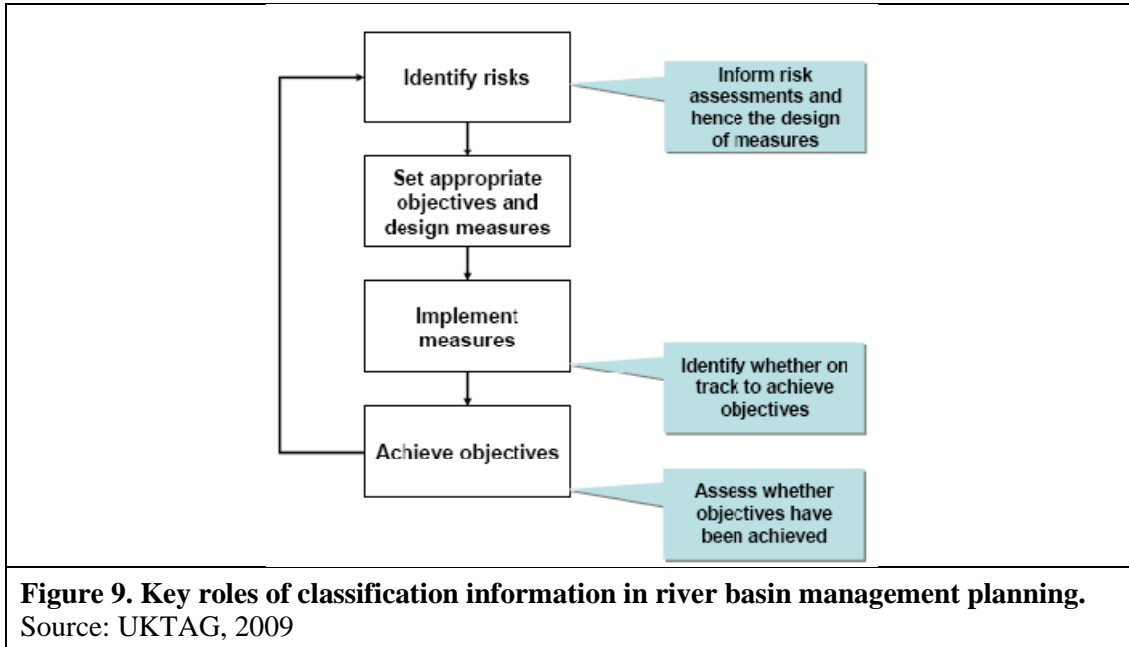 Identify risks
Inform risk
assessments and
hence the design
of measures
Set appropriate
objectives and
design measures
Implement
measures
Identify whether on
track to achieve
objectives
Achieve objectives
Assess whether
objectives have
been achieved
Figure 9. Key roles of classification information in river basin management planning.
Source: UKTAG, 2009